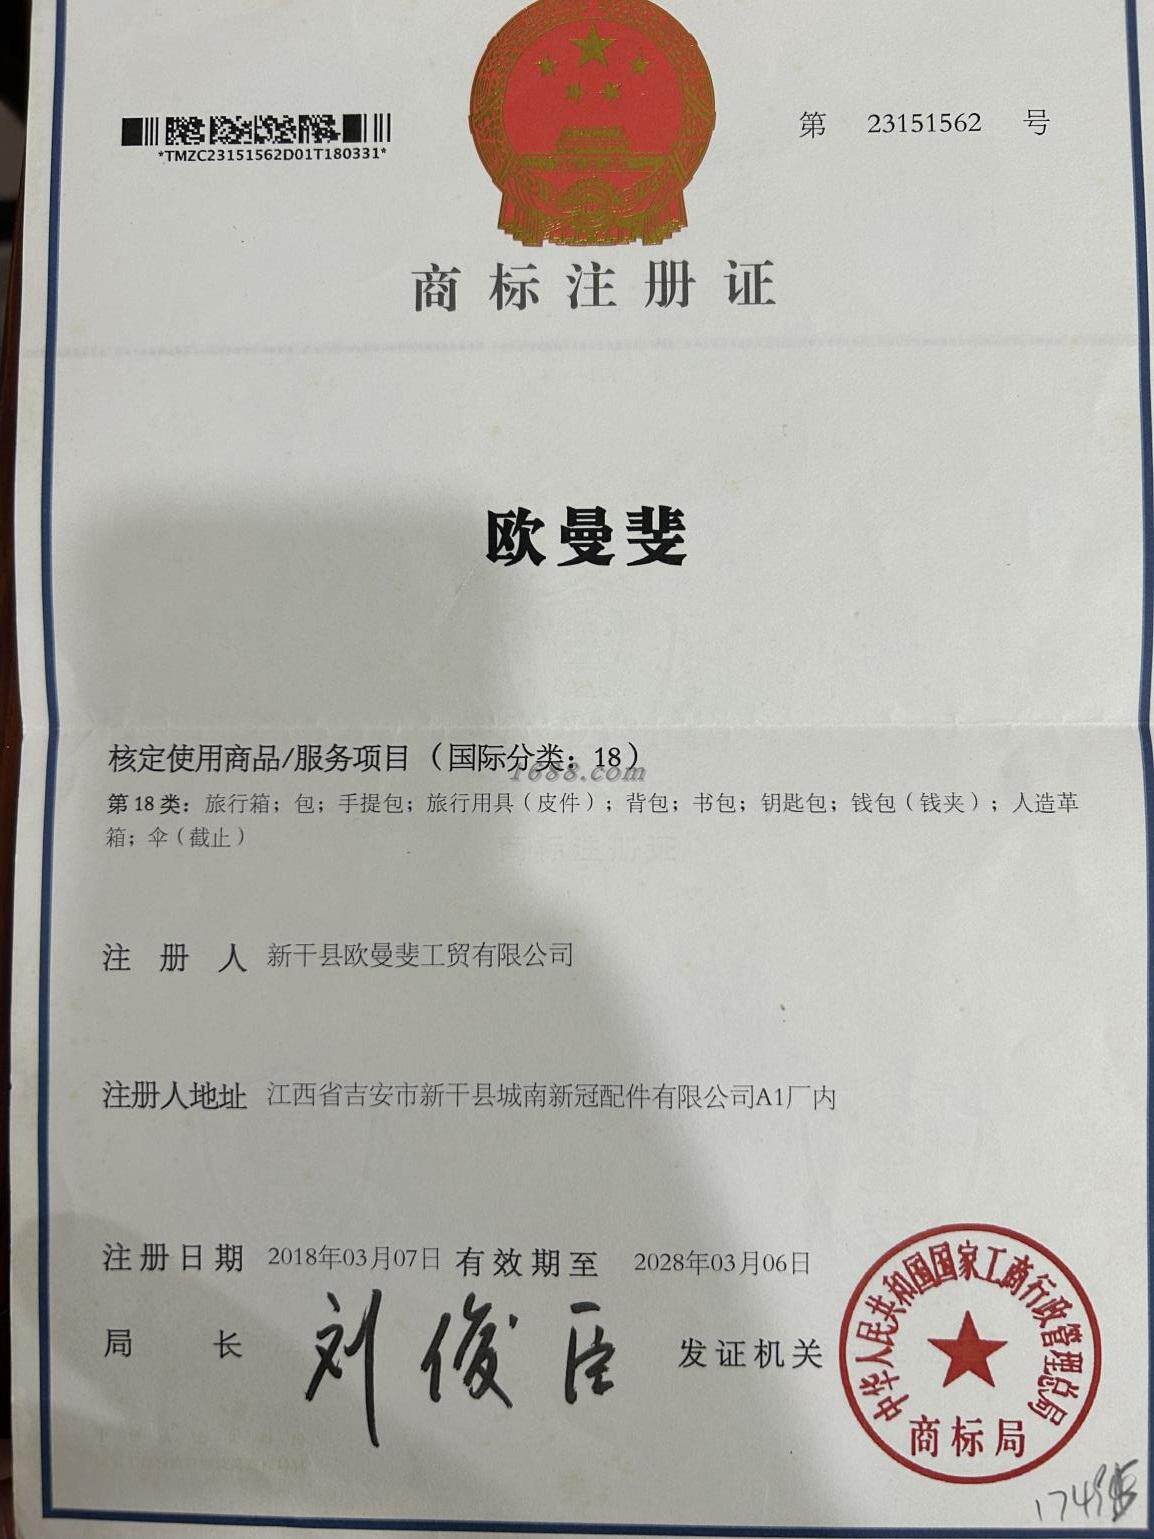 第 23151562 号
*TMZC23151562D01T180331*
商标注册证
欧曼斐
核定使用商品/服务项目（国际分类：18）
1688.com
第18类：旅行箱；包；手提包；旅行用具（皮件）；背包；书包；钥匙包；钱包（钱夹）；人造革
箱；伞（截止）
注册人 新干县欧曼斐工贸有限公司
注册人地址 江西省吉安市新干县城南新冠配件有限公司A1厂内
注册日期 2018年03月07日 有效期至 2028年03月06日
局长 刘俊臣 发证机关
中华人民共和国国家工商行政管理总局
商标局